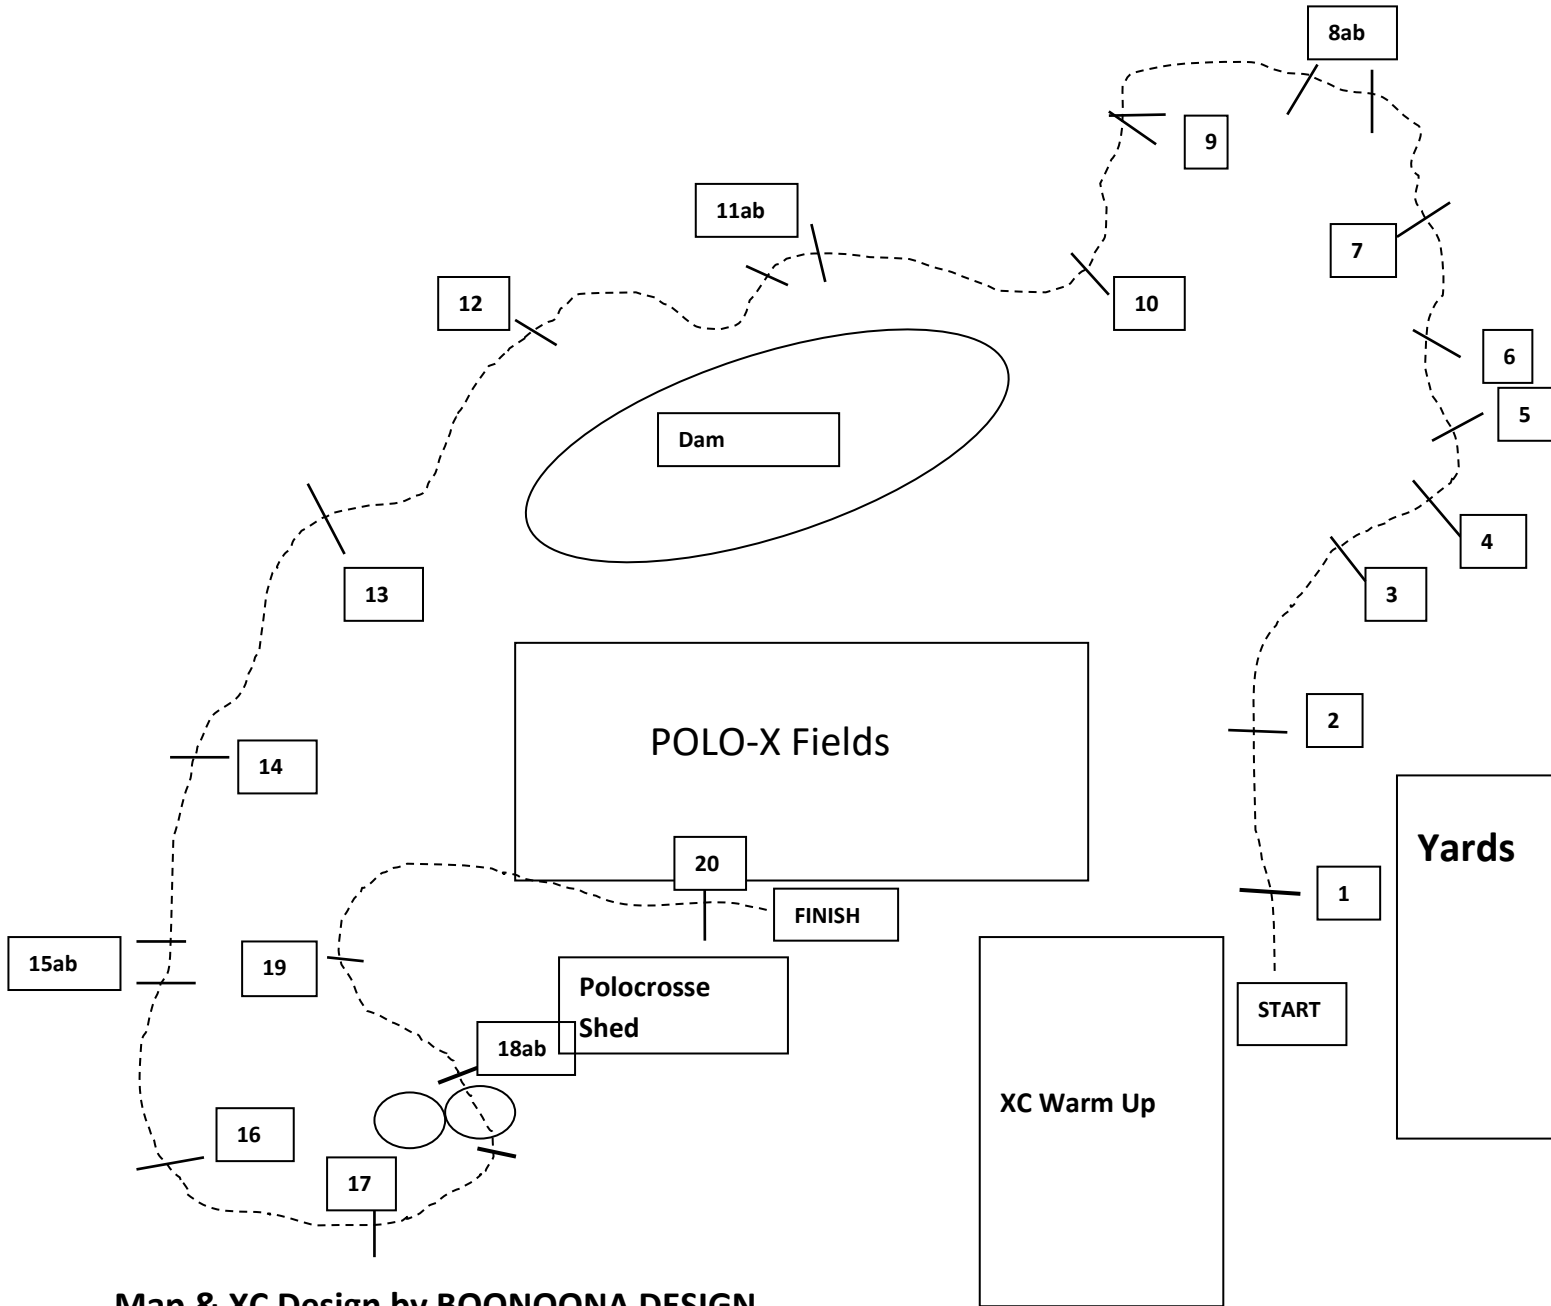 8ab
9
11ab
7
12
10
6
5
Dam
4
13
3
2
POLO-X Fields
14
Yards
20
1
FINISH
15ab
19
Polocrosse
Shed
START
18ab
XC Warm Up
16
17
Map & XC Design by BOONOONA DESIGN